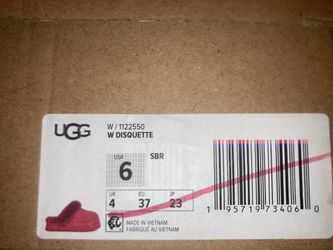 UGG
W / 1122550
W DISQUETTE
USA
6
SBR
UK
4
EU
37
JP
23
MADE IN VIETNAM
FABRIQUÉ AU VIETNAM
1 95719 73406 0